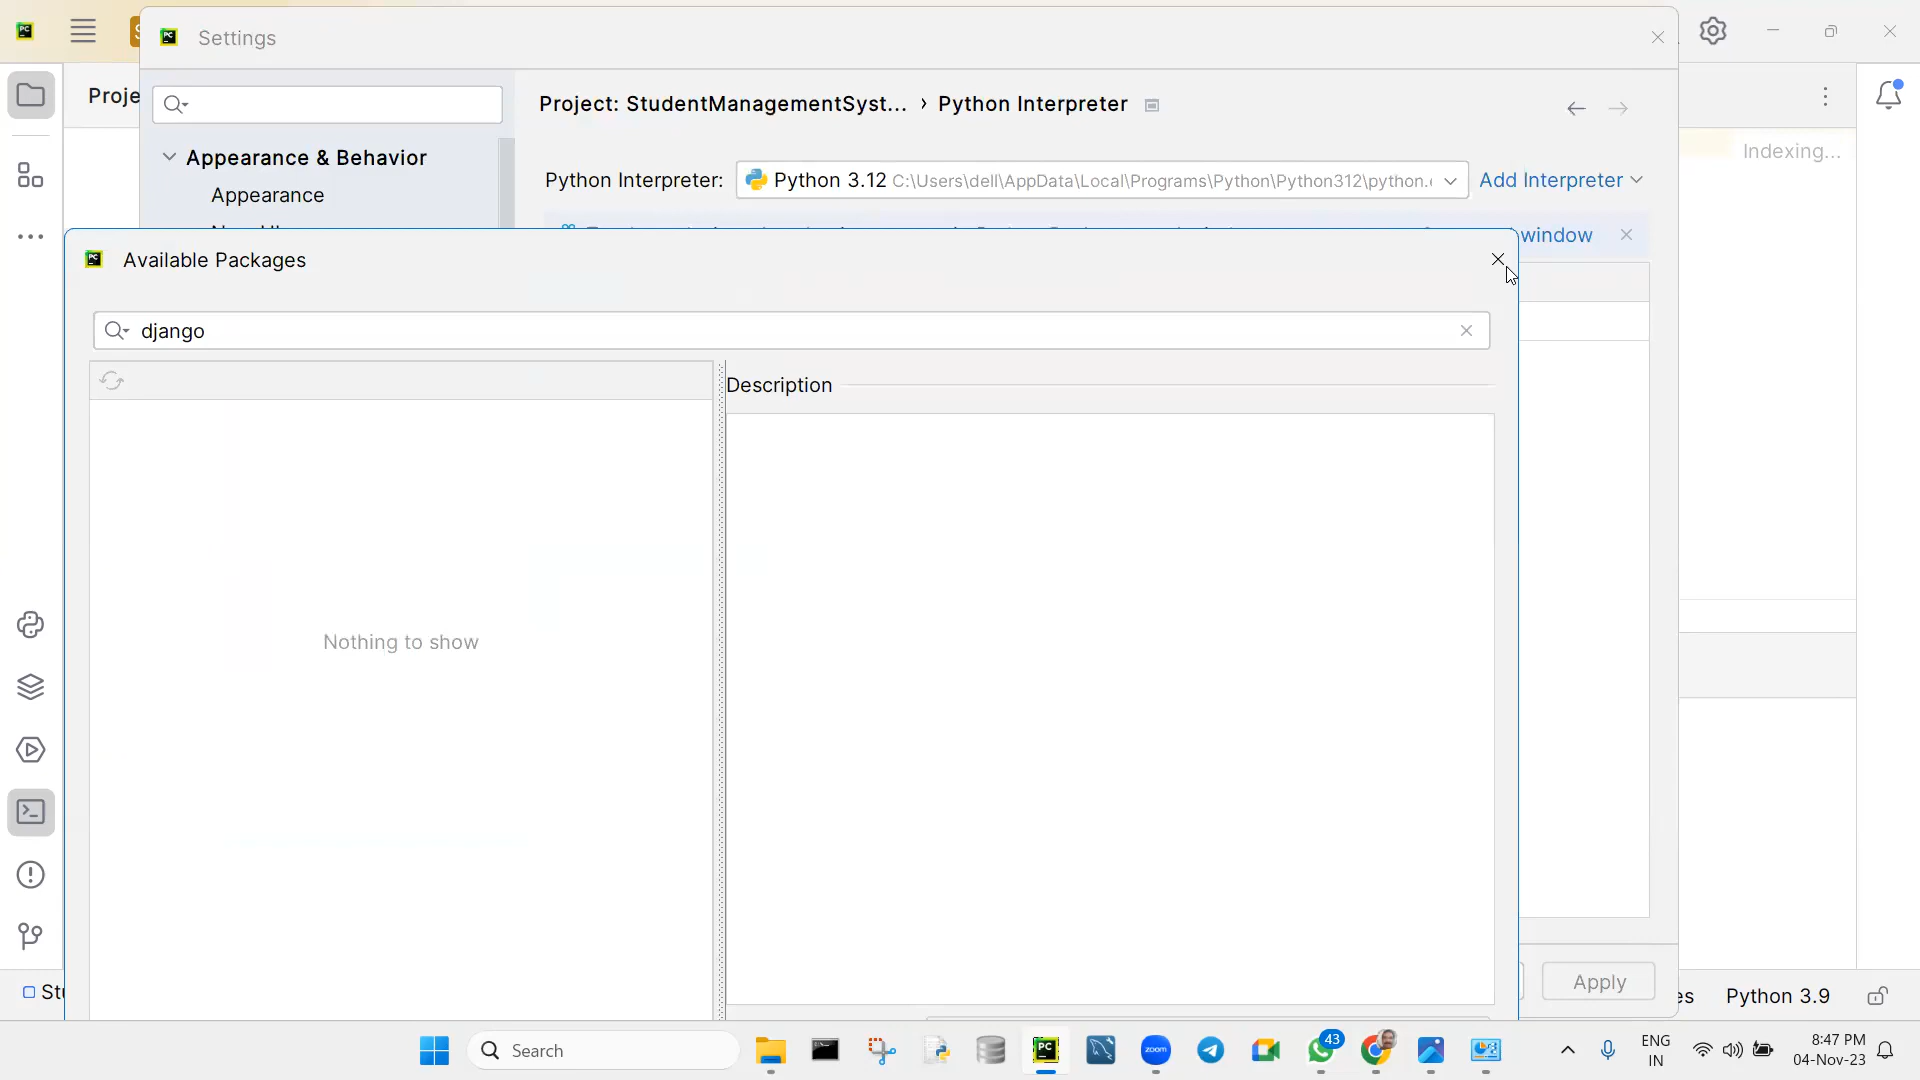 Settings
Proje
Project: StudentManagementSyst... › Python Interpreter
Appearance & Behavior
Appearance
Python Interpreter: Python 3.12 C:\Users\dell\AppData\Local\Programs\Python\Python312\python.
Add Interpreter
Indexing...
window
Available Packages
django
Description
Nothing to show
Apply
Python 3.9
Search
zoom
43
ENG
IN
8:47 PM
04-Nov-23